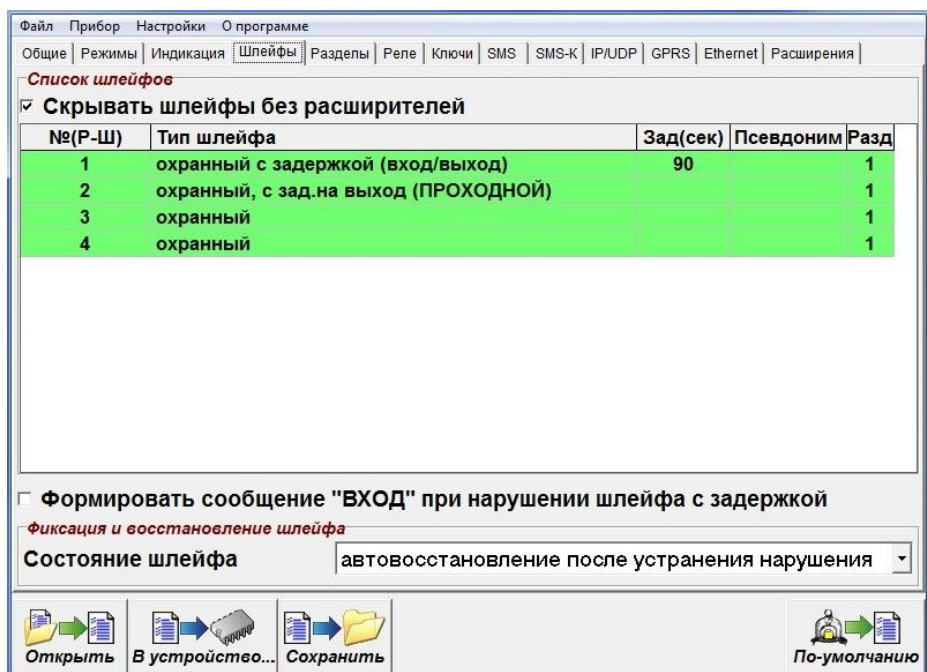 Файл Прибор Настройки О программе
Общие Режимы Индикация Шлейфы Разделы Реле Ключи SMS SMS-К IP/UDP GPRS Ethernet Расширения
Список шлейфов
Скрывать шлейфы без расширителей
№(Р-Ш) Тип шлейфа Зад(сек) Псевдоним Разд
1 охранный с задержкой (вход/выход) 90 1
2 охранный, с зад.на выход (ПРОХОДНОЙ) 1
3 охранный 1
4 охранный 1
Формировать сообщение "ВХОД" при нарушении шлейфа с задержкой
Фиксация и восстановление шлейфа
Состояние шлейфа автовосстановление после устранения нарушения
Открыть В устройство... Сохранить По-умолчанию